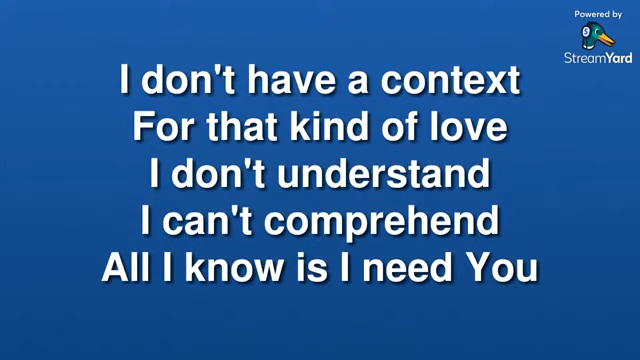 Powered by
StreamYard
I don't have a context
For that kind of love
I don't understand
I can't comprehend
All I know is I need You